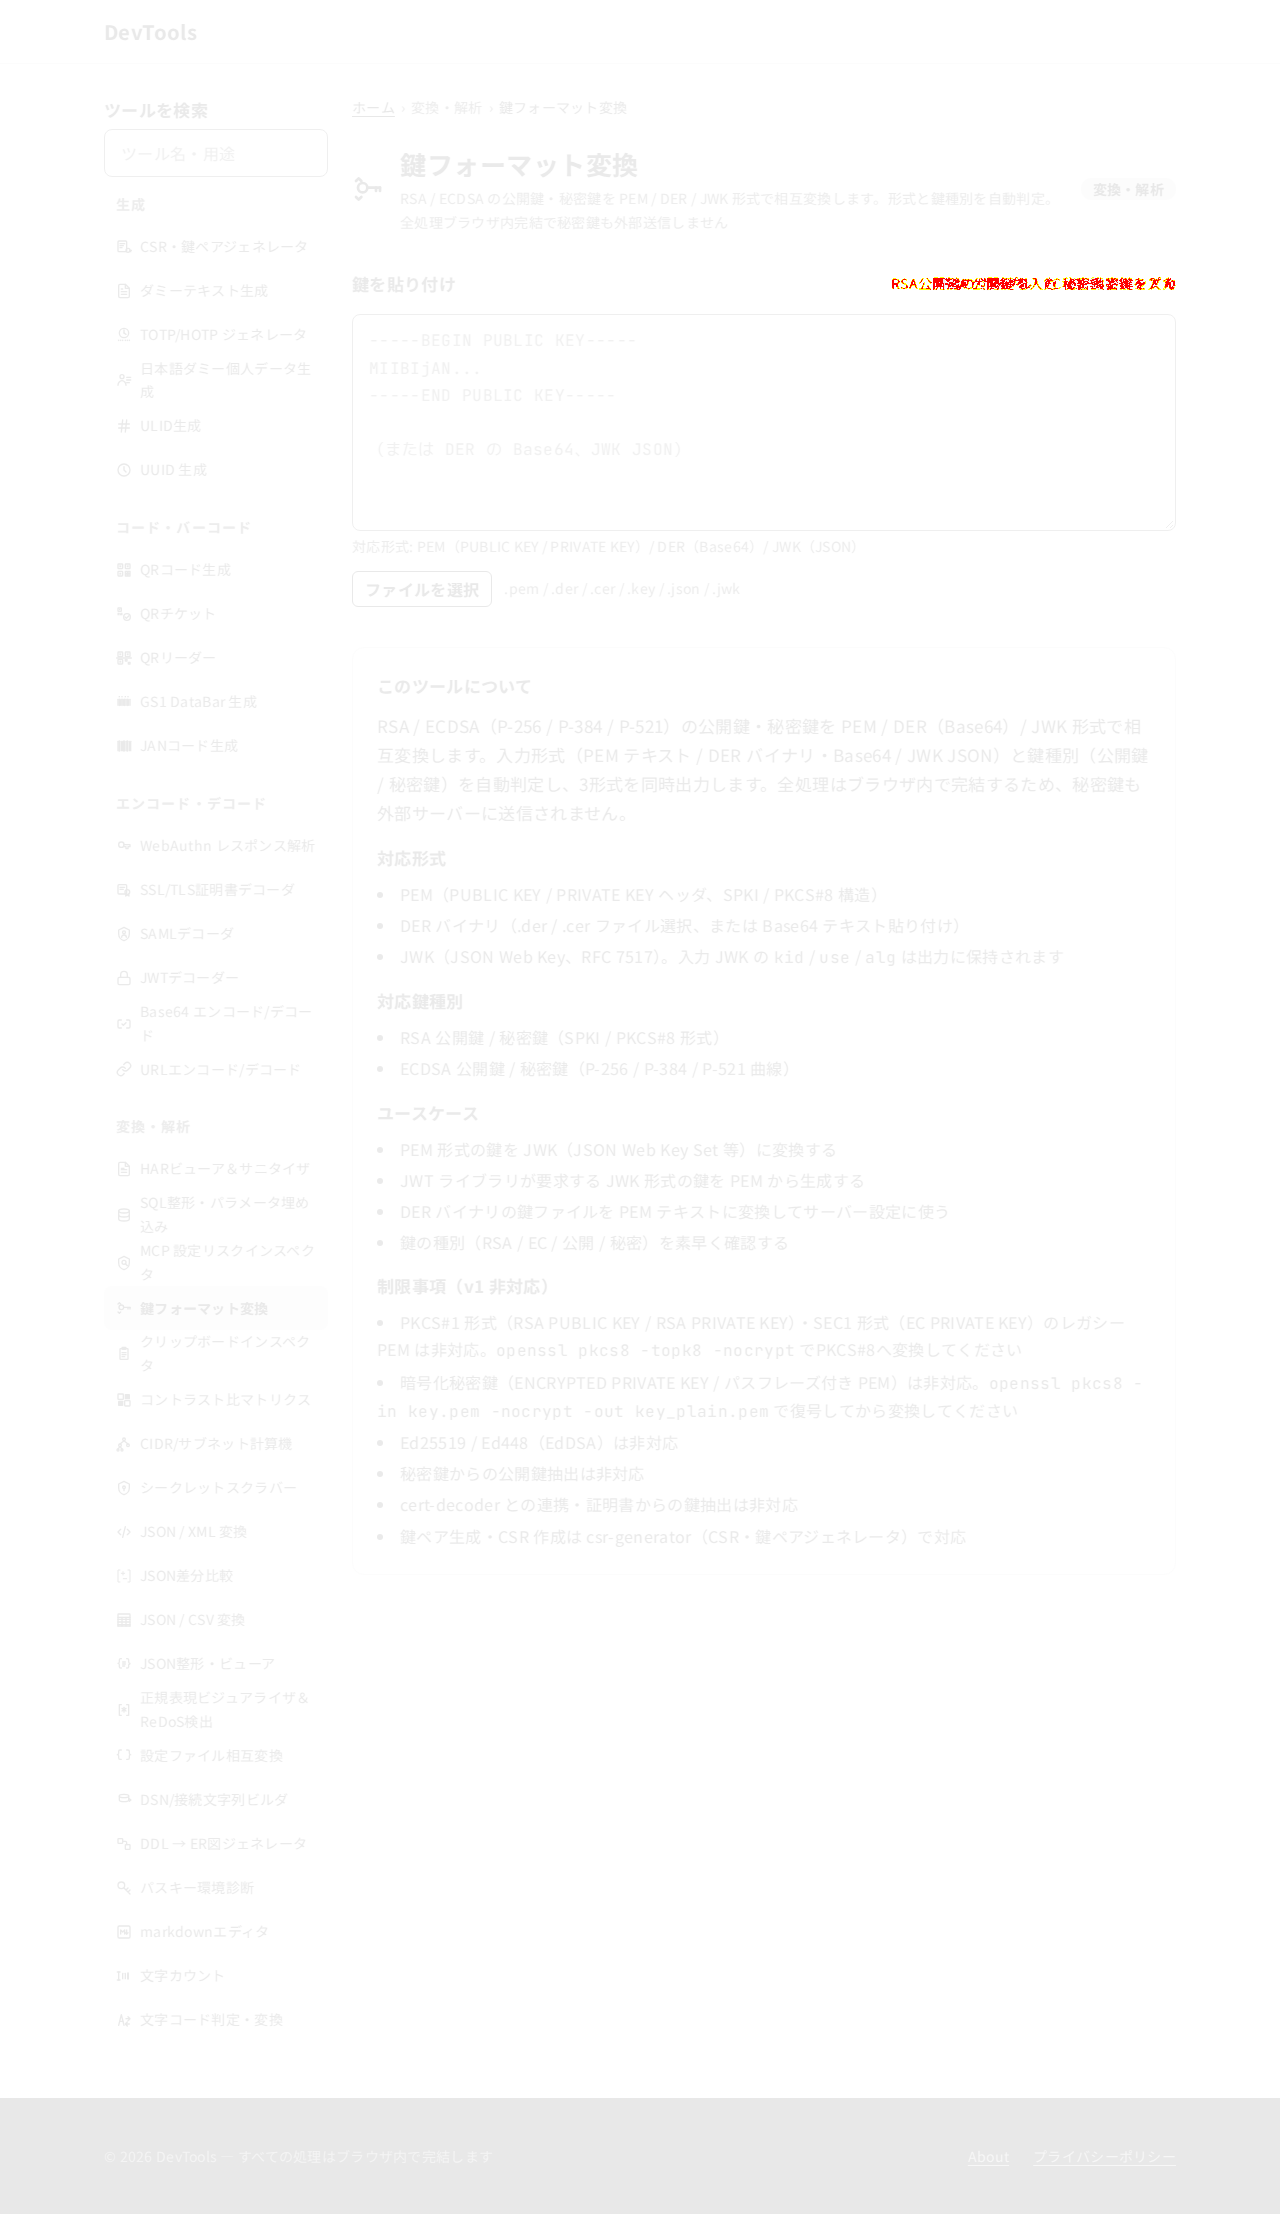 DevTools
ツールを検索
ツール名・用途
生成
CSR・鍵ペアジェネレータ
ダミーテキスト生成
TOTP/HOTP ジェネレータ
日本語ダミー個人データ生
成
ULID生成
UUID 生成
コード・バーコード
QRコード生成
QRチケット
QRリーダー
GS1 DataBar 生成
JANコード生成
エンコード・デコード
WebAuthn レスポンス解析
SSL/TLS証明書デコーダ
SAMLデコーダ
JWTデコーダー
Base64 エンコード/デコー
ド
URLエンコード/デコード
変換・解析
HARビューア＆サニタイザ
SQL整形・パラメータ埋め
込み
MCP 設定リスクインスペク
タ
鍵フォーマット変換
クリップボードインスペク
タ
コントラスト比マトリクス
CIDR/サブネット計算機
シークレットスクラバー
JSON / XML 変換
JSON差分比較
JSON / CSV 変換
JSON整形・ビューア
正規表現ビジュアライザ＆
ReDoS検出
設定ファイル相互変換
DSN/接続文字列ビルダ
DDL → ER図ジェネレータ
パスキー環境診断
markdownエディタ
文字カウント
文字コード判定・変換
ホーム › 変換・解析 › 鍵フォーマット変換
鍵フォーマット変換
RSA / ECDSA の公開鍵・秘密鍵を PEM / DER / JWK 形式で相互変換します。形式と鍵種別を自動判定。
全処理ブラウザ内完結で秘密鍵も外部送信しません
変換・解析
鍵を貼り付け
-----BEGIN PUBLIC KEY-----
MIIBIjAN...
-----END PUBLIC KEY-----
(または DER の Base64、JWK JSON)
対応形式: PEM（PUBLIC KEY / PRIVATE KEY）/ DER（Base64）/ JWK（JSON）
ファイルを選択 .pem / .der / .cer / .key / .json / .jwk
このツールについて
RSA / ECDSA（P-256 / P-384 / P-521）の公開鍵・秘密鍵を PEM / DER（Base64）/ JWK 形式で相
互変換します。入力形式（PEM テキスト / DER バイナリ・Base64 / JWK JSON）と鍵種別（公開鍵
/ 秘密鍵）を自動判定し、3形式を同時出力します。全処理はブラウザ内で完結するため、秘密鍵も
外部サーバーに送信されません。
対応形式
• PEM（PUBLIC KEY / PRIVATE KEY ヘッダ、SPKI / PKCS#8 構造）
• DER バイナリ（.der / .cer ファイル選択、または Base64 テキスト貼り付け）
• JWK（JSON Web Key、RFC 7517）。入力 JWK の kid / use / alg は出力に保持されます
対応鍵種別
• RSA 公開鍵 / 秘密鍵（SPKI / PKCS#8 形式）
• ECDSA 公開鍵 / 秘密鍵（P-256 / P-384 / P-521 曲線）
ユースケース
• PEM 形式の鍵を JWK（JSON Web Key Set 等）に変換する
• JWT ライブラリが要求する JWK 形式の鍵を PEM から生成する
• DER バイナリの鍵ファイルを PEM テキストに変換してサーバー設定に使う
• 鍵の種別（RSA / EC / 公開 / 秘密）を素早く確認する
制限事項（v1 非対応）
• PKCS#1 形式（RSA PUBLIC KEY / RSA PRIVATE KEY）・SEC1 形式（EC PRIVATE KEY）のレガシー
PEM は非対応。openssl pkcs8 -topk8 -nocrypt でPKCS#8へ変換してください
• 暗号化秘密鍵（ENCRYPTED PRIVATE KEY / パスフレーズ付き PEM）は非対応。openssl pkcs8 -
in key.pem -nocrypt -out key_plain.pem で復号してから変換してください
• Ed25519 / Ed448（EdDSA）は非対応
• 秘密鍵からの公開鍵抽出は非対応
• cert-decoder との連携・証明書からの鍵抽出は非対応
• 鍵ペア生成・CSR 作成は csr-generator（CSR・鍵ペアジェネレータ）で対応
© 2026 DevTools — すべての処理はブラウザ内で完結します
About プライバシーポリシー